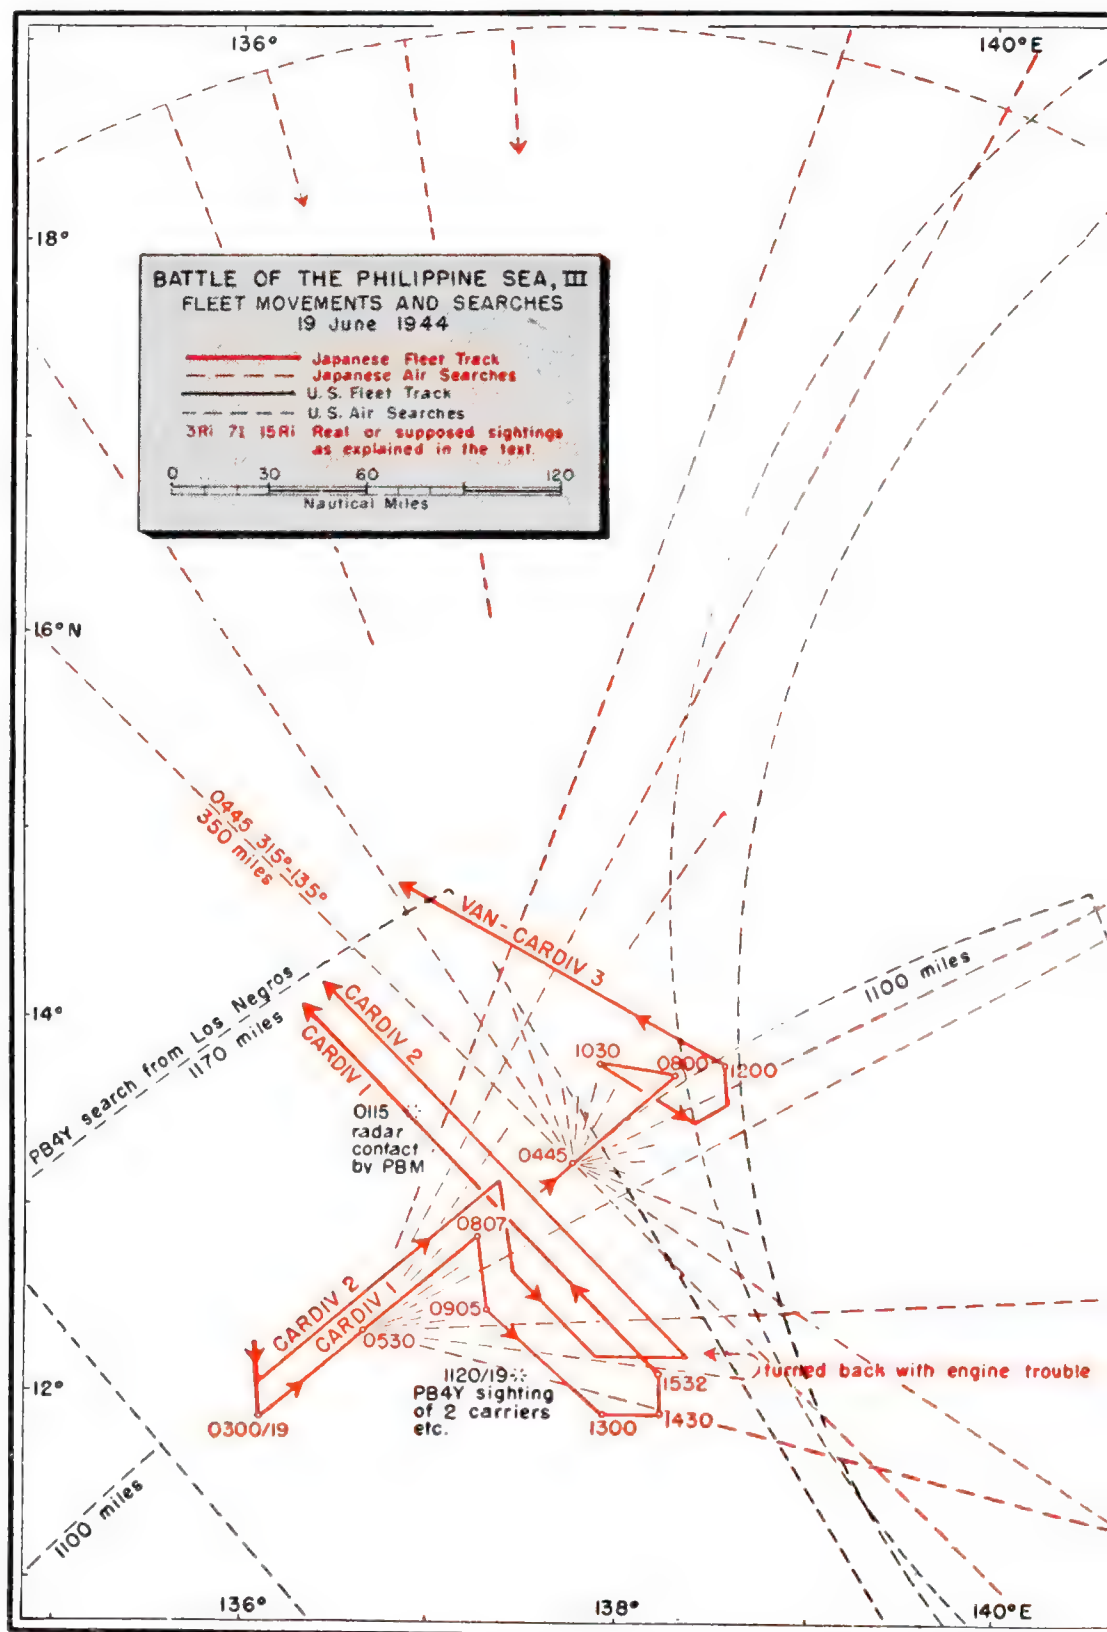 136°
140°E
18°
BATTLE OF THE PHILIPPINE SEA, III
FLEET MOVEMENTS AND SEARCHES
19 June 1944
Japanese Fleet Track
Japanese Air Searches
U.S. Fleet Track
U.S. Air Searches
3Ri 7I 15Ri Real or supposed sightings
as explained in the text.
0 30 60 120
Nautical Miles
16°N
0445 315°-135°
350 miles
VAN-CARDIV 3
PB4Y search from Los Negros
1170 miles
1100 miles
14°
CARDIV 2
CARDIV 1
1030
0800
1200
0115
radar
contact
by PBM
0445
0807
CARDIV 2
CARDIV 1
0905
0530
turned back with engine trouble
12°
1120/19
PB4Y sighting
of 2 carriers
etc.
1532
0300/19
1300
1430
1100 miles
136°
138°
140°E